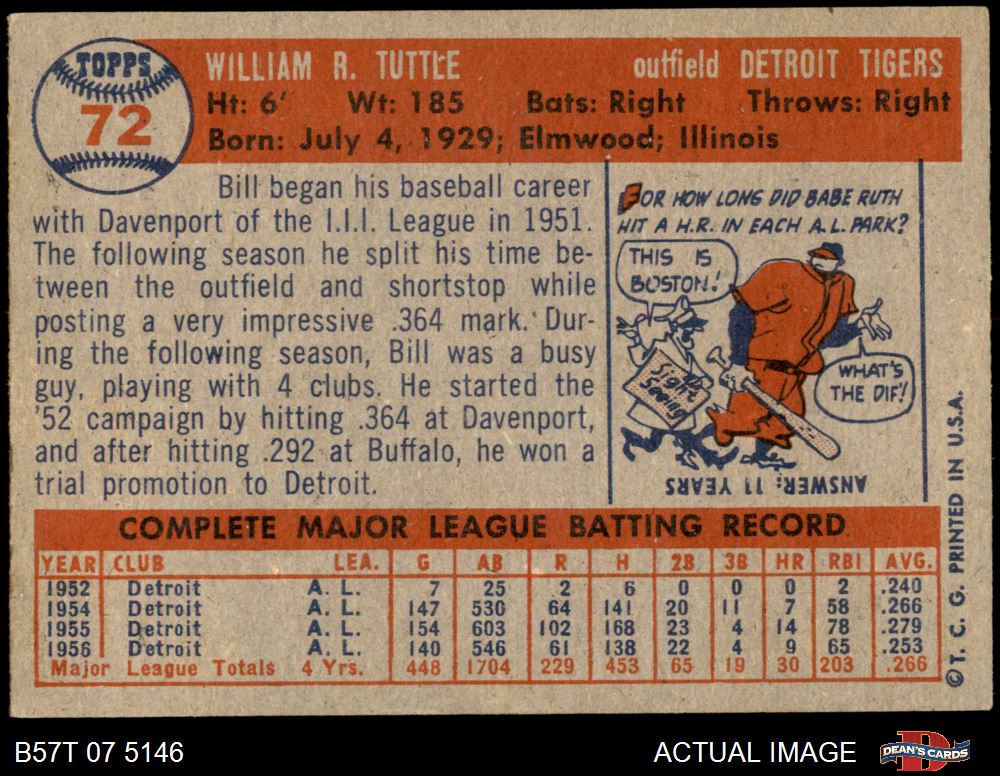 TOPPS
72
WILLIAM R. TUTTLE outfield DETROIT TIGERS
Ht: 6' Wt: 185 Bats: Right Throws: Right
Born: July 4, 1929; Elmwood; Illinois
Bill began his baseball career
with Davenport of the I.I.I. League in 1951.
The following season he split his time be-
tween the outfield and shortstop while
posting a very impressive .364 mark. Dur-
ing the following season, Bill was a busy
guy, playing with 4 clubs. He started the
'52 campaign by hitting .364 at Davenport,
and after hitting .292 at Buffalo, he won a
trial promotion to Detroit.
FOR HOW LONG DID BABE RUTH
HIT A H.R. IN EACH A.L. PARK?
THIS IS
BOSTON!
Sight
Seeing
WHAT'S
THE DIF!
ANSWER: 11 YEARS
COMPLETE MAJOR LEAGUE BATTING RECORD
YEAR CLUB LEA. G AB R H 2B 3B HR RBI AVG.
1952 Detroit A. L. 7 25 2 6 0 0 0 2 .240
1954 Detroit A. L. 147 530 64 141 20 11 7 58 .266
1955 Detroit A. L. 154 603 102 168 23 4 14 78 .279
1956 Detroit A. L. 140 546 61 138 22 4 9 65 .253
Major League Totals 4 Yrs. 448 1704 229 453 65 19 30 203 .266
©T. C. G. PRINTED IN U.S.A.
B57T 07 5146 ACTUAL IMAGE
D
DEAN'S CARDS